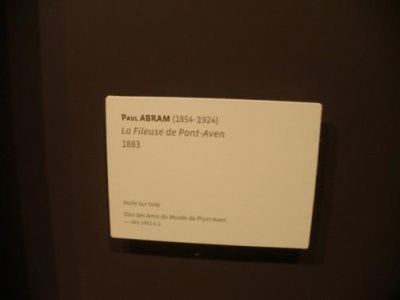 Paul ABRAM (1854-1924)
La Fileuse de Pont-Aven
1883
Huile sur toile
Don des Amis du Musée de Pont-Aven